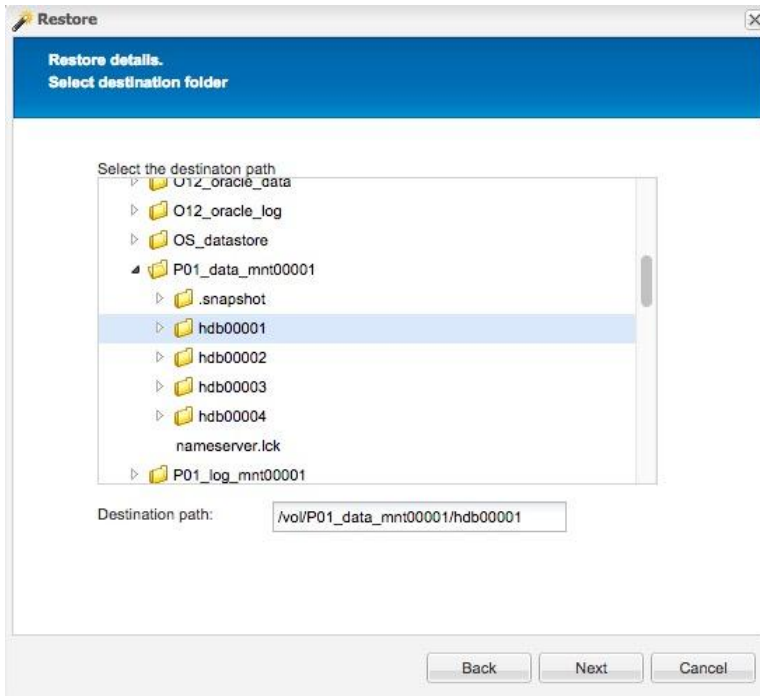 Restore
Restore details.
Select destination folder
Select the destinaton path
O12_oracle_data
O12_oracle_log
OS_datastore
P01_data_mnt00001
.snapshot
hdb00001
hdb00002
hdb00003
hdb00004
nameserver.lck
P01_log_mnt00001
Destination path: /vol/P01_data_mnt00001/hdb00001
Back Next Cancel